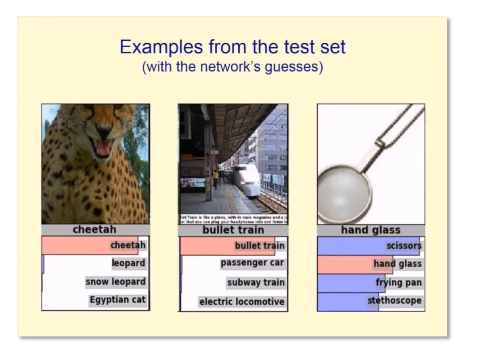 Examples from the test set
(with the network's guesses)
cheetah
cheetah
leopard
snow leopard
Egyptian cat
bullet train
bullet train
passenger car
subway train
electric locomotive
hand glass
scissors
hand glass
frying pan
stethoscope